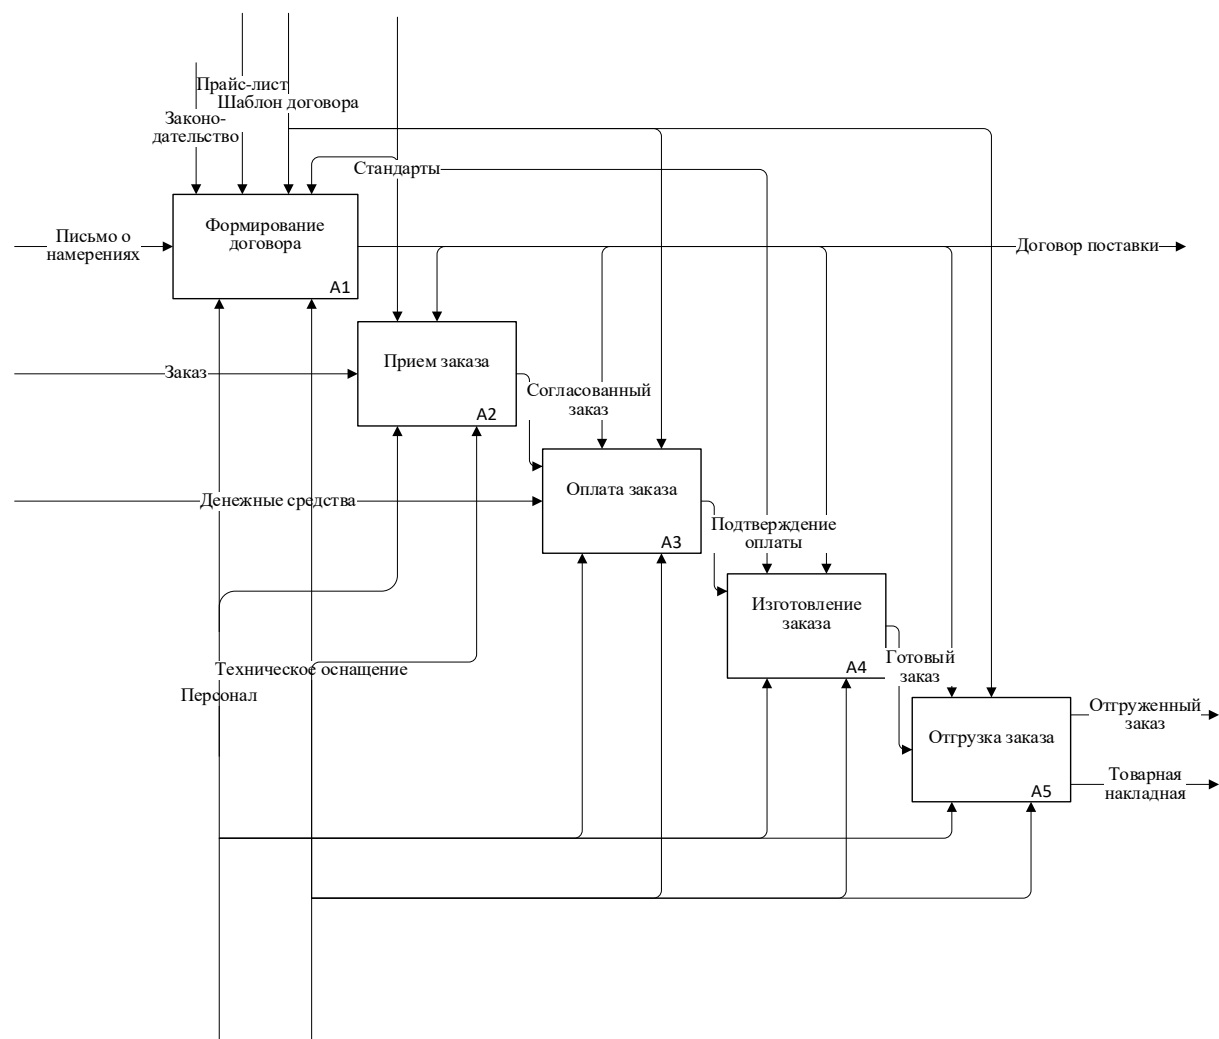 Прайс-лист
Шаблон договора
Законо-
дательство
Стандарты
Формирование
договора
A1
Письмо о
намерениях
Договор поставки
Прием заказа
A2
Заказ
Согласованный
заказ
Оплата заказа
A3
Денежные средства
Подтверждение
оплаты
Изготовление
заказа
A4
Техническое оснащение
Персонал
Готовый
заказ
Отгрузка заказа
A5
Отгруженный
заказ
Товарная
накладная